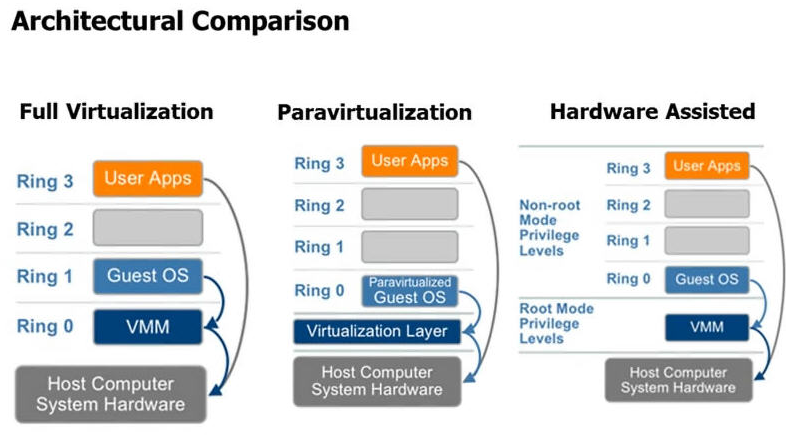 Architectural Comparison
Full Virtualization
Ring 3
User Apps
Ring 2
Ring 1
Guest OS
Ring 0
VMM
Host Computer
System Hardware
Paravirtualization
Ring 3
User Apps
Ring 2
Ring 1
Ring 0
Paravirtualized
Guest OS
Virtualization Layer
Host Computer
System Hardware
Hardware Assisted
Non-root
Mode
Privilege
Levels
Ring 3
User Apps
Ring 2
Ring 1
Ring 0
Guest OS
Root Mode
Privilege
Levels
VMM
Host Computer
System Hardware